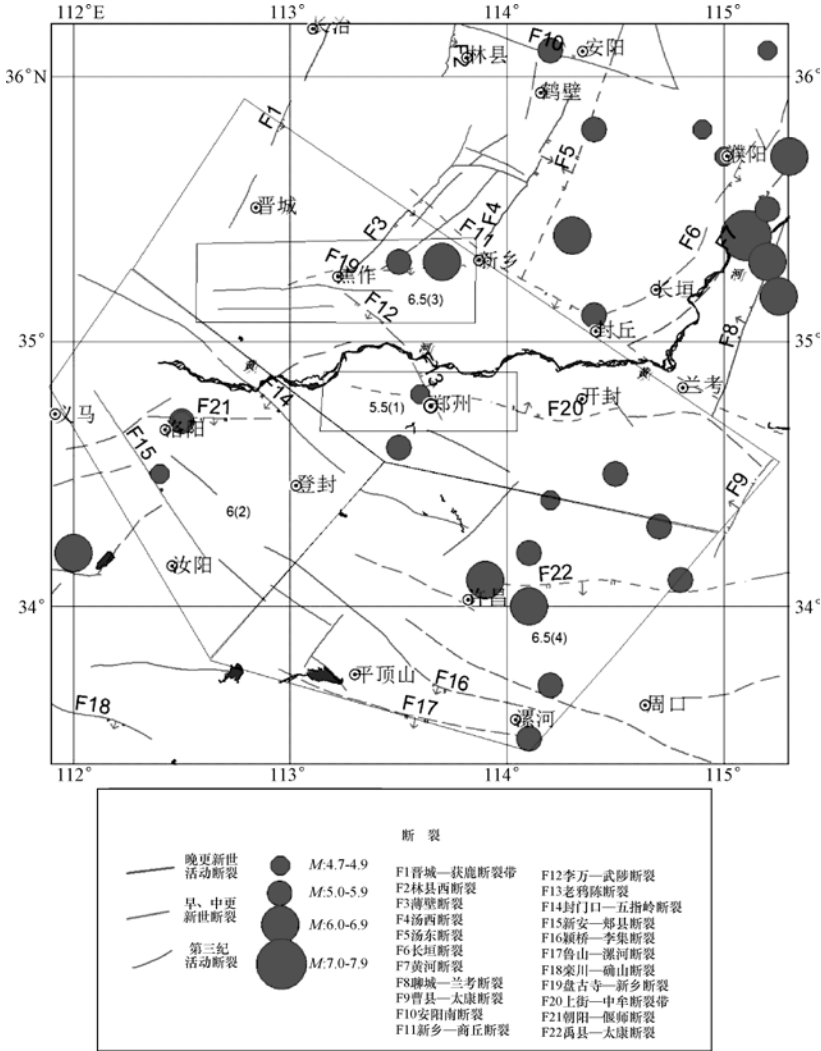 112°E
113°
114°
115°
长治
F10
安阳
F2
林县
36°N
36°
鹤壁
F1
F5
濮阳
晋城
F3
F4
F6
F7
F11
新乡
F19
焦作
河
6.5(3)
长垣
F12
封丘
F8
35°
35°
河
黄
黄
兰考
F14
5.5(1)
郑州
开封
F20
义马
F21
洛阳
F15
登封
F9
6(2)
汝阳
F22
许昌
34°
34°
6.5(4)
平顶山
F16
周口
F18
F17
漯河
112°
113°
114°
115°
断 裂
晚更新世
活动断裂
早、中更
新世断裂
第三纪
活动断裂
M:4.7-4.9
M:5.0-5.9
M:6.0-6.9
M:7.0-7.9
F1晋城—获鹿断裂带
F2林县西断裂
F3薄壁断裂
F4汤西断裂
F5汤东断裂
F6长垣断裂
F7黄河断裂
F8聊城—兰考断裂
F9曹县—太康断裂
F10安阳南断裂
F11新乡—商丘断裂
F12李万—武陟断裂
F13老鸦陈断裂
F14封门口—五指岭断裂
F15新安—郏县断裂
F16颍桥—李集断裂
F17鲁山—漯河断裂
F18栾川—确山断裂
F19盘古寺—新乡断裂
F20上街—中牟断裂带
F21朝阳—偃师断裂
F22禹县—太康断裂